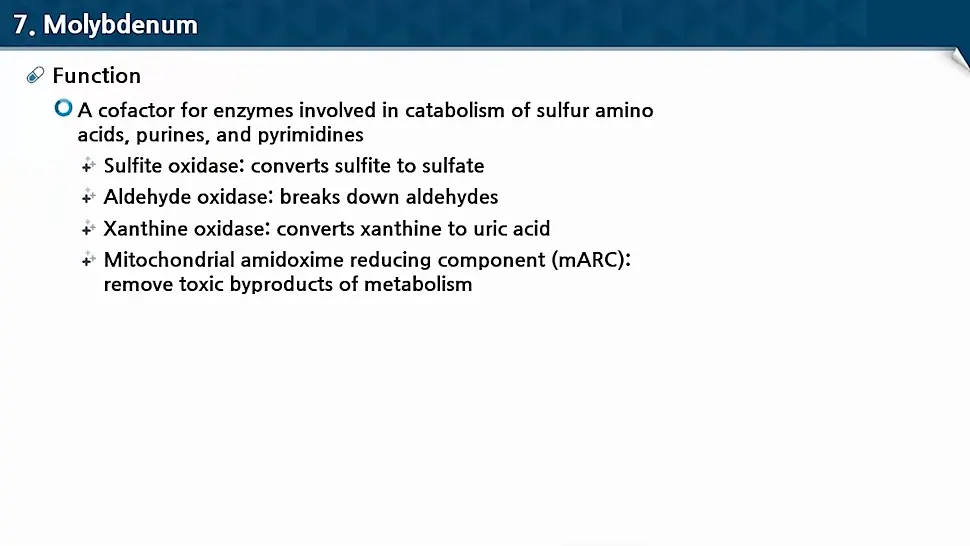 7. Molybdenum
Function
A cofactor for enzymes involved in catabolism of sulfur amino
acids, purines, and pyrimidines
Sulfite oxidase: converts sulfite to sulfate
Aldehyde oxidase: breaks down aldehydes
Xanthine oxidase: converts xanthine to uric acid
Mitochondrial amidoxime reducing component (mARC):
remove toxic byproducts of metabolism